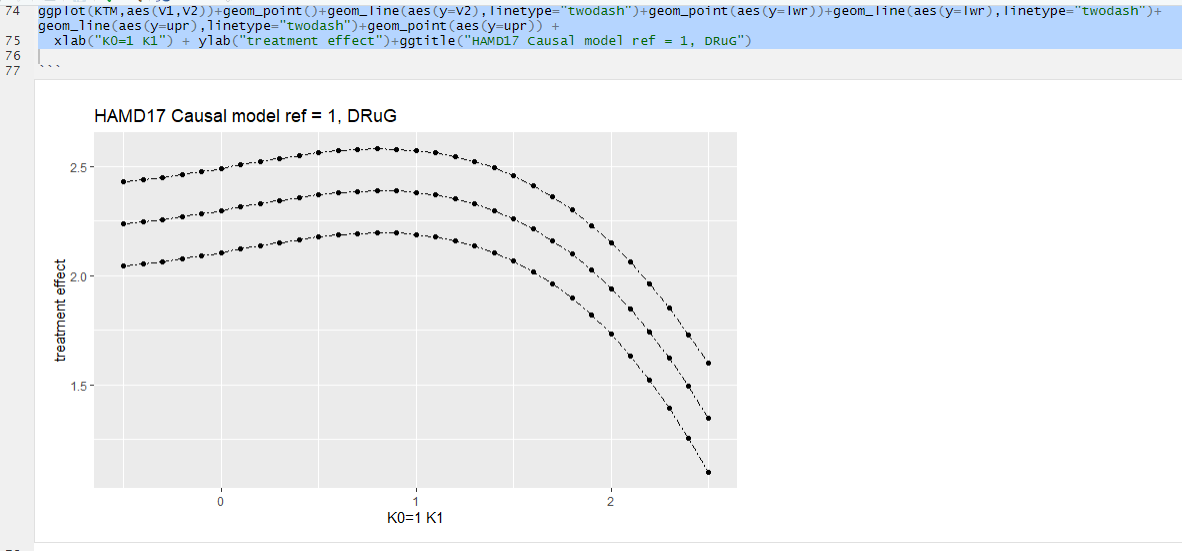 74 ggplot(KTM,aes(V1,V2))+geom_point()+geom_line(aes(y=V2),linetype="twodash")+geom_point(aes(y=lwr))+geom_line(aes(y=lwr),linetype="twodash")+
geom_line(aes(y=upr),linetype="twodash")+geom_point(aes(y=upr)) +
75 xlab("K0=1 K1") + ylab("treatment effect")+ggtitle("HAMD17 Causal model ref = 1, DRuG")
76
77 ```
HAMD17 Causal model ref = 1, DRuG
2.5
2.0
1.5
treatment effect
0 1 2
K0=1 K1